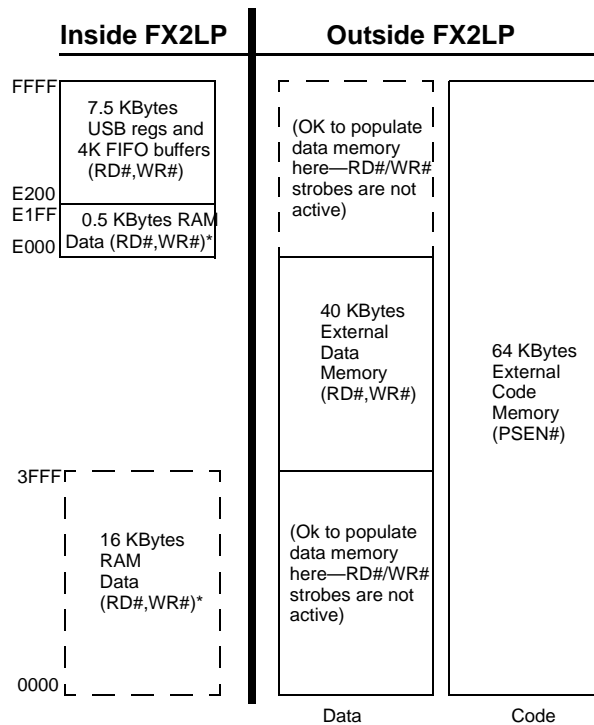 Inside FX2LP
Outside FX2LP
FFFF
7.5 KBytes
USB regs and
4K FIFO buffers
(RD#,WR#)
E200
E1FF
0.5 KBytes RAM
Data (RD#,WR#)*
E000
(OK to populate
data memory
here—RD#/WR#
strobes are not
active)
40 KBytes
External
Data
Memory
(RD#,WR#)
64 KBytes
External
Code
Memory
(PSEN#)
3FFF
16 KBytes
RAM
Data
(RD#,WR#)*
(Ok to populate
data memory
here—RD#/WR#
strobes are not
active)
0000
Data
Code